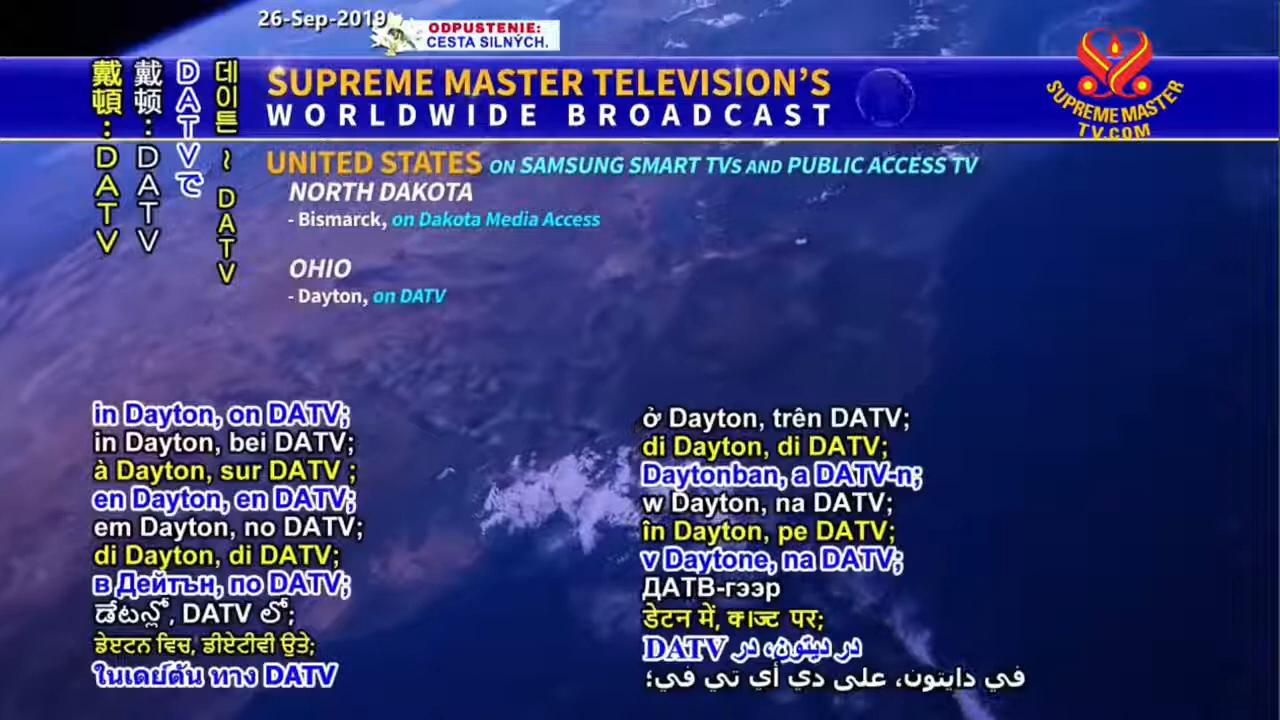 26-Sep-2019
ODPUSTENIE:
CESTA SILNÝCH.
戴頓：DATV
戴顿：DATV
DATVで
데이튼 ~ DATV
SUPREME MASTER TELEVISION'S
WORLDWIDE BROADCAST
SUPREME MASTER
TV.COM
UNITED STATES ON SAMSUNG SMART TVS AND PUBLIC ACCESS TV
NORTH DAKOTA
- Bismarck, on Dakota Media Access
OHIO
- Dayton, on DATV
in Dayton, on DATV;
in Dayton, bei DATV;
à Dayton, sur DATV ;
en Dayton, en DATV;
em Dayton, no DATV;
di Dayton, di DATV;
в Дейтън, по DATV;
డేటన్లో, DATV లో;
ਡੇਏਟਨ ਵਿਚ, ਡੀਏਟੀਵੀ ਉਤੇ;
ในเดย์ตัน ทาง DATV
ở Dayton, trên DATV;
di Dayton, di DATV;
Daytonban, a DATV-n;
w Dayton, na DATV;
în Dayton, pe DATV;
v Daytone, na DATV;
ДАТВ-гээр
डेटन में, पर;
در دیتون، در DATV
في دايتون، على دي أي تي في؛